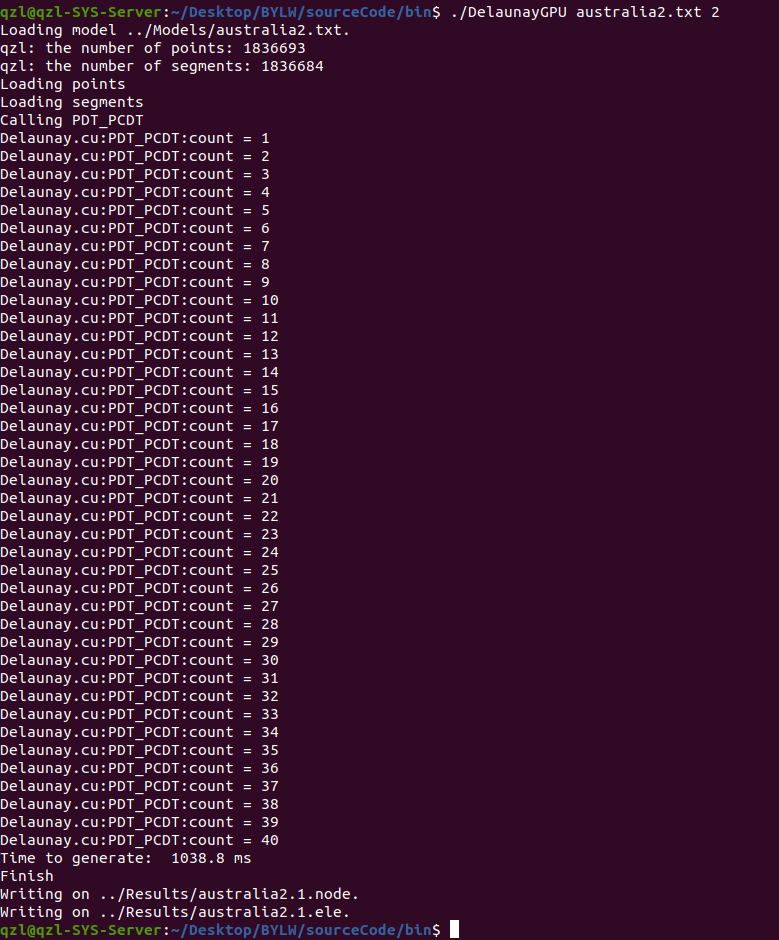 qzl@qzl-SYS-Server:~/Desktop/BYLW/sourceCode/bin$ ./DelaunayGPU australia2.txt 2
Loading model ../Models/australia2.txt.
qzl: the number of points: 1836693
qzl: the number of segments: 1836684
Loading points
Loading segments
Calling PDT_PCDT
Delaunay.cu:PDT_PCDT:count = 1
Delaunay.cu:PDT_PCDT:count = 2
Delaunay.cu:PDT_PCDT:count = 3
Delaunay.cu:PDT_PCDT:count = 4
Delaunay.cu:PDT_PCDT:count = 5
Delaunay.cu:PDT_PCDT:count = 6
Delaunay.cu:PDT_PCDT:count = 7
Delaunay.cu:PDT_PCDT:count = 8
Delaunay.cu:PDT_PCDT:count = 9
Delaunay.cu:PDT_PCDT:count = 10
Delaunay.cu:PDT_PCDT:count = 11
Delaunay.cu:PDT_PCDT:count = 12
Delaunay.cu:PDT_PCDT:count = 13
Delaunay.cu:PDT_PCDT:count = 14
Delaunay.cu:PDT_PCDT:count = 15
Delaunay.cu:PDT_PCDT:count = 16
Delaunay.cu:PDT_PCDT:count = 17
Delaunay.cu:PDT_PCDT:count = 18
Delaunay.cu:PDT_PCDT:count = 19
Delaunay.cu:PDT_PCDT:count = 20
Delaunay.cu:PDT_PCDT:count = 21
Delaunay.cu:PDT_PCDT:count = 22
Delaunay.cu:PDT_PCDT:count = 23
Delaunay.cu:PDT_PCDT:count = 24
Delaunay.cu:PDT_PCDT:count = 25
Delaunay.cu:PDT_PCDT:count = 26
Delaunay.cu:PDT_PCDT:count = 27
Delaunay.cu:PDT_PCDT:count = 28
Delaunay.cu:PDT_PCDT:count = 29
Delaunay.cu:PDT_PCDT:count = 30
Delaunay.cu:PDT_PCDT:count = 31
Delaunay.cu:PDT_PCDT:count = 32
Delaunay.cu:PDT_PCDT:count = 33
Delaunay.cu:PDT_PCDT:count = 34
Delaunay.cu:PDT_PCDT:count = 35
Delaunay.cu:PDT_PCDT:count = 36
Delaunay.cu:PDT_PCDT:count = 37
Delaunay.cu:PDT_PCDT:count = 38
Delaunay.cu:PDT_PCDT:count = 39
Delaunay.cu:PDT_PCDT:count = 40
Time to generate:  1038.8 ms
Finish
Writing on ../Results/australia2.1.node.
Writing on ../Results/australia2.1.ele.
qzl@qzl-SYS-Server:~/Desktop/BYLW/sourceCode/bin$